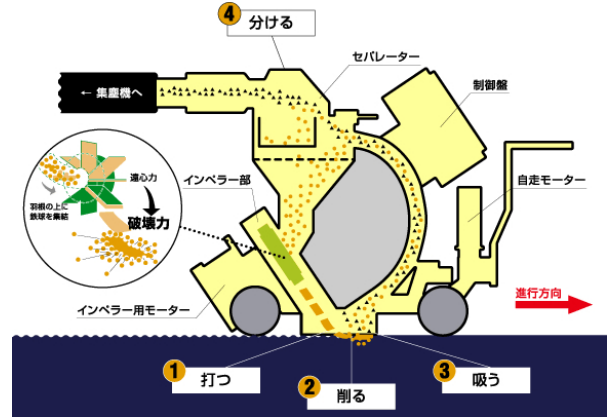 4 分ける
セパレーター
制御盤
← 集塵機へ
インペラー部
自走モーター
遠心力
羽根の上に
鉄球を集結
破壊力
インペラー用モーター
進行方向
1 打つ
2 削る
3 吸う